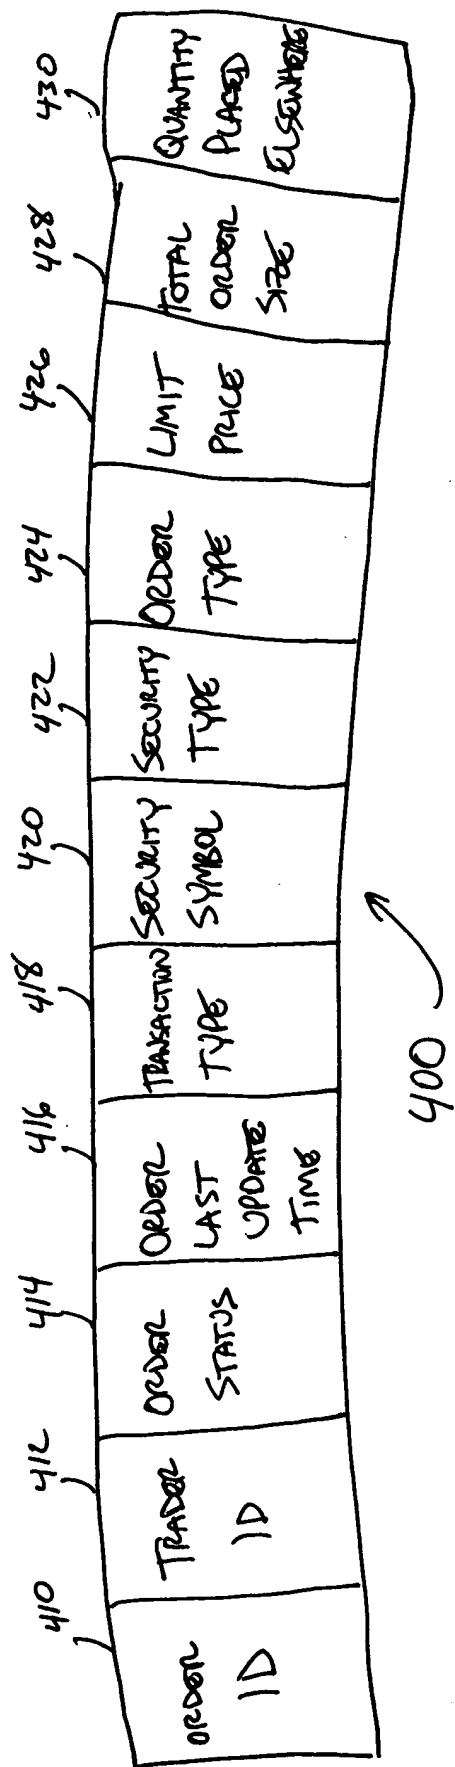 410 412 414 416 418 420 422 424 426 428 430
ORDER
ID
TRADER
ID
ORDER
STATUS
ORDER
LAST
UPDATE
TIME
TRANSACTION
TYPE
SECURITY
SYMBOL
SECURITY
TYPE
ORDER
TYPE
LIMIT
PRICE
TOTAL
ORDER
SIZE
QUANTITY
PLACED
ELSEWHERE
400